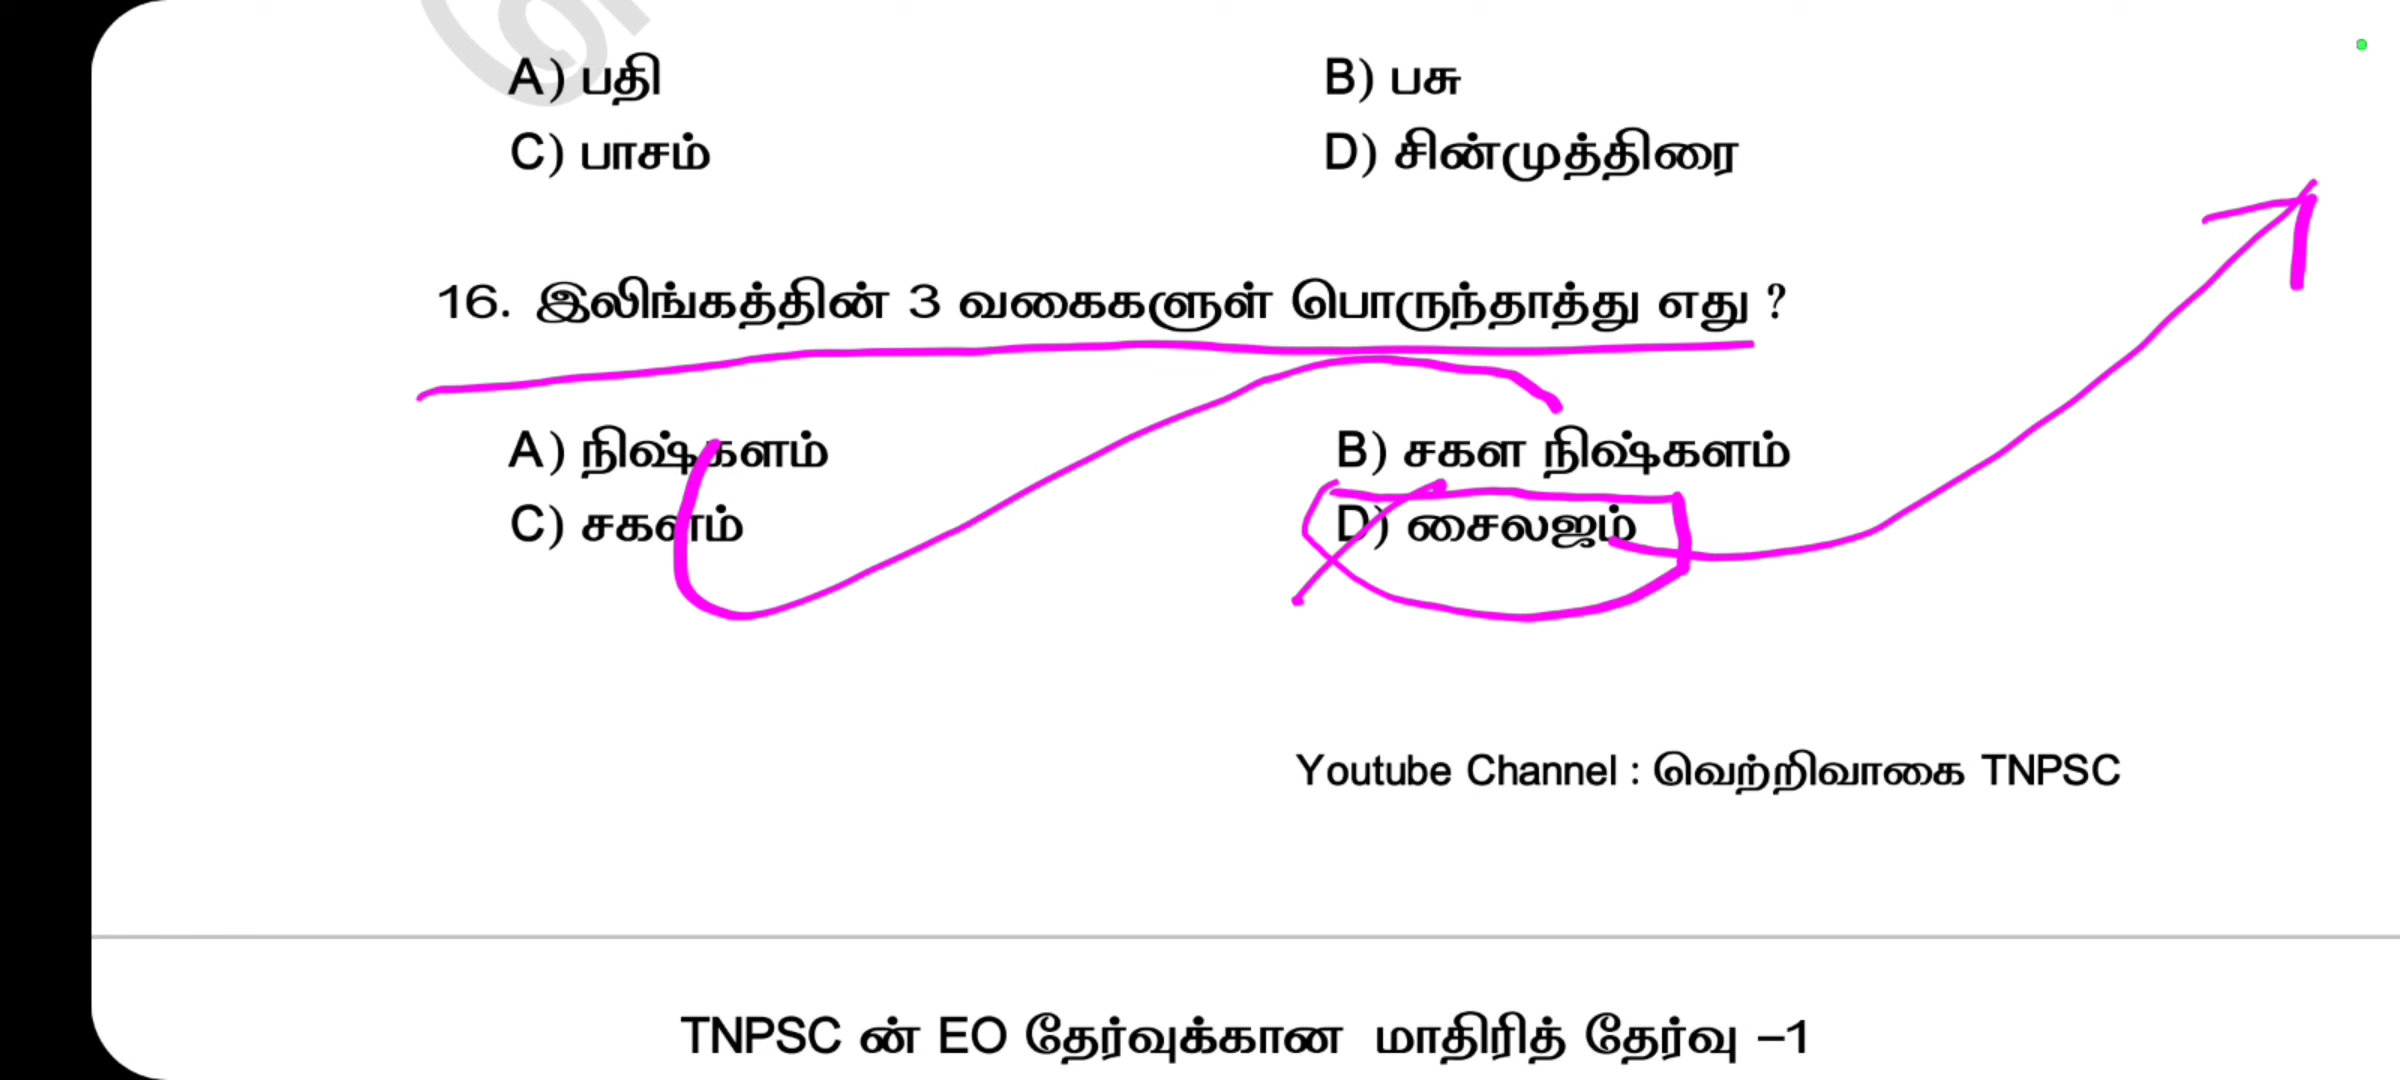 A) பதி B) பசு
C) பாசம் D) சின்முத்திரை
16. இலிங்கத்தின் 3 வகைகளுள் பொருந்தாத்து எது ?
A) நிஷ்களம் B) சகள நிஷ்களம்
C) சகளம் D) சைலஜம்
Youtube Channel : வெற்றிவாகை TNPSC
TNPSC ன் EO தேர்வுக்கான மாதிரித் தேர்வு –1